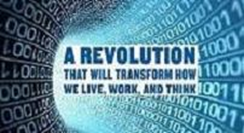 A REVOLUTION
THAT WILL TRANSFORM HOW
WE LIVE, WORK, AND THINK